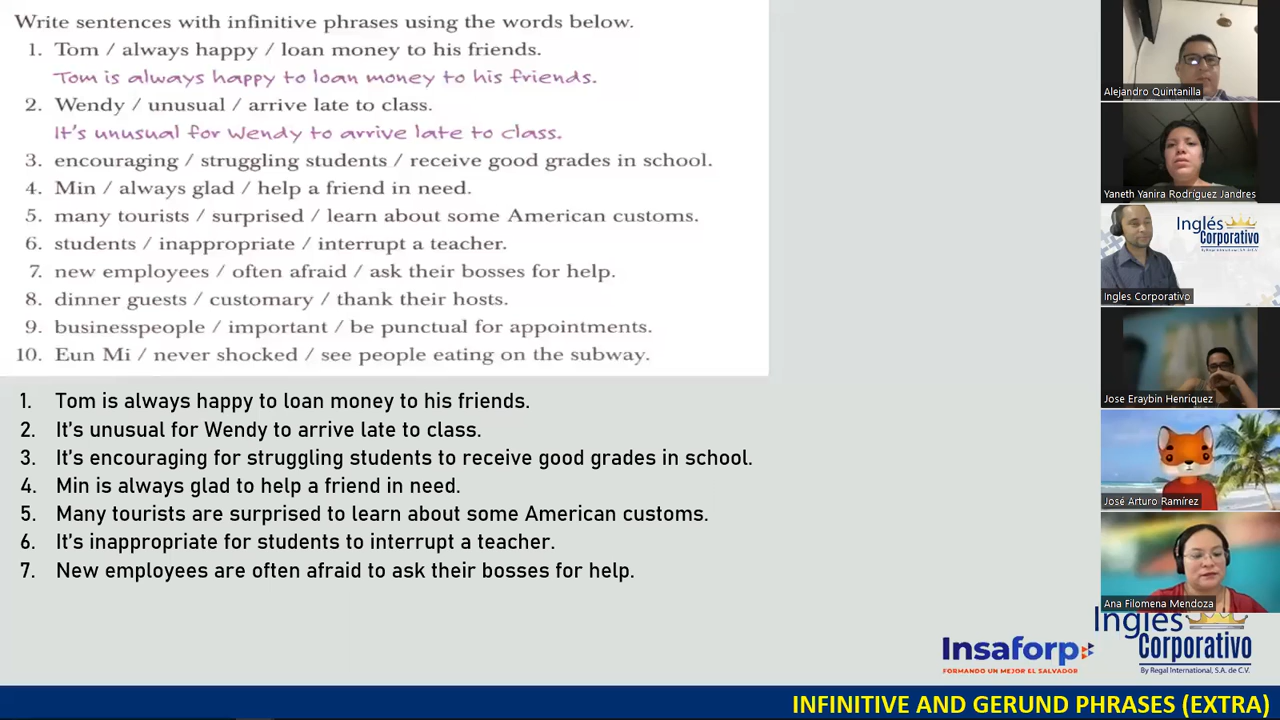 Write sentences with infinitive phrases using the words below.
1. Tom / always happy / loan money to his friends.
Tom is always happy to loan money to his friends.
2. Wendy / unusual / arrive late to class.
It's unusual for Wendy to arrive late to class.
3. encouraging / struggling students / receive good grades in school.
4. Min / always glad / help a friend in need.
5. many tourists / surprised / learn about some American customs.
6. students / inappropriate / interrupt a teacher.
7. new employees / often afraid / ask their bosses for help.
8. dinner guests / customary / thank their hosts.
9. businesspeople / important / be punctual for appointments.
10. Eun Mi / never shocked / see people eating on the subway.
1. Tom is always happy to loan money to his friends.
2. It's unusual for Wendy to arrive late to class.
3. It's encouraging for struggling students to receive good grades in school.
4. Min is always glad to help a friend in need.
5. Many tourists are surprised to learn about some American customs.
6. It's inappropriate for students to interrupt a teacher.
7. New employees are often afraid to ask their bosses for help.
Alejandro Quintanilla
Yaneth Yanira Rodríguez Jandres
Inglés
Corporativo
By Regal International, S.A. de C.V.
Ingles Corporativo
Jose Eraybin Henriquez
José Arturo Ramírez
Ana Filomena Mendoza
Inglés
Corporativo
By Regal International, S.A. de C.V.
Insaforp
FORMANDO UN MEJOR EL SALVADOR
INFINITIVE AND GERUND PHRASES (EXTRA)